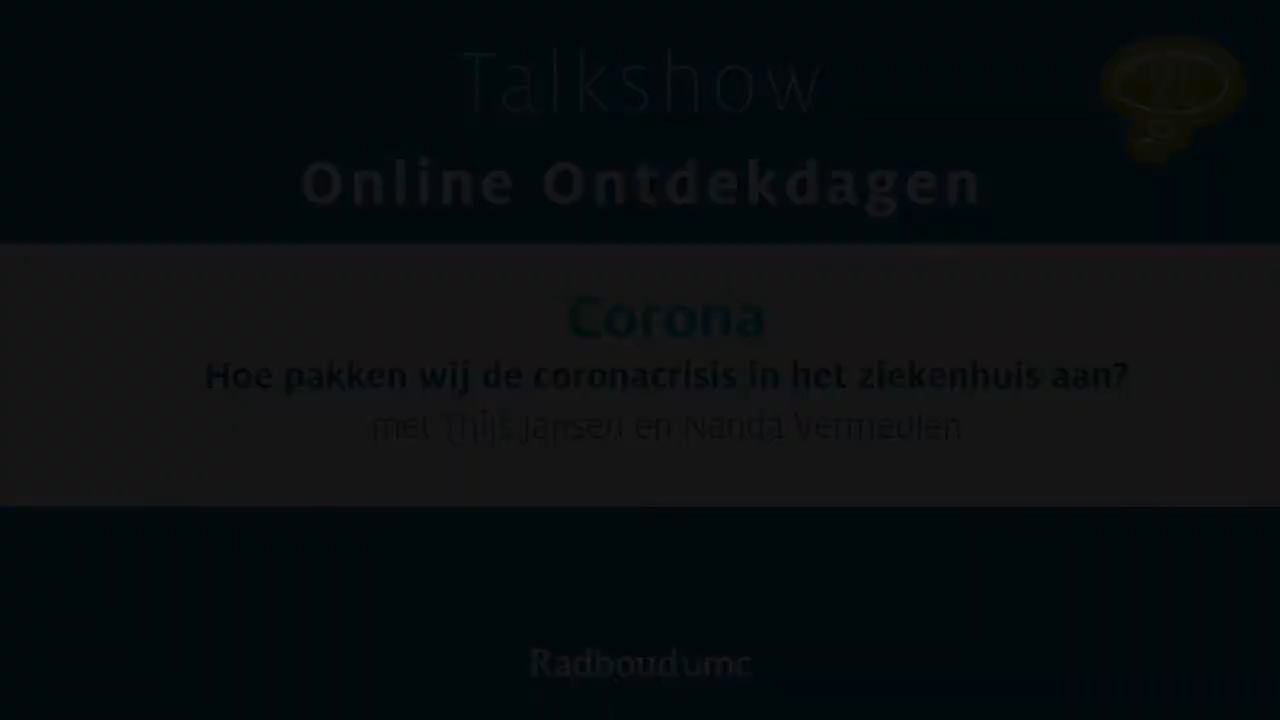 Talkshow
Online Ontdekdagen
Corona
Hoe pakken wij de coronacrisis in het ziekenhuis aan?
met Thijs Jansen en Nanda Vermeulen
Radboudumc